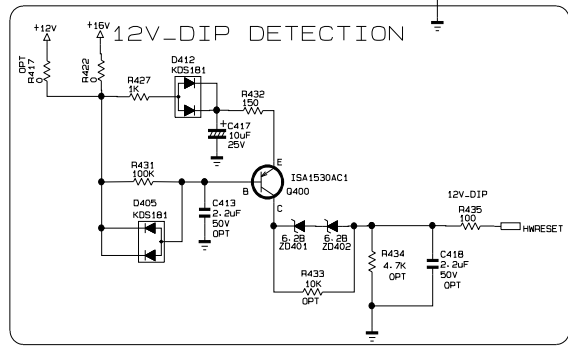 12V_DIP DETECTION
+12V
+16V
OPT
R417
0
R422
0
R427
1K
D412
KDS181
R432
150
+
C417
10uF
25V
E
ISA1530AC1
B
Q400
C
R431
100K
D405
KDS181
C413
2.2uF
50V
OPT
6.2B
ZD401
6.2B
ZD402
R433
10K
OPT
R434
4.7K
OPT
C418
2.2uF
50V
OPT
12V_DIP
R435
100
HWRESET